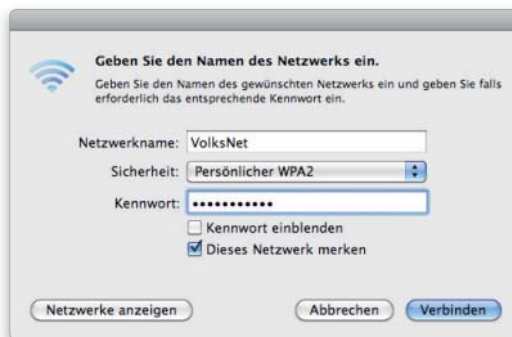 Geben Sie den Namen des Netzwerks ein.
Geben Sie den Namen des gewünschten Netzwerks ein und geben Sie falls
erforderlich das entsprechende Kennwort ein.
Netzwerkname: VolksNet
Sicherheit: Persönlicher WPA2
Kennwort: •••••••••••
Kennwort einblenden
Dieses Netzwerk merken
Netzwerke anzeigen Abbrechen Verbinden